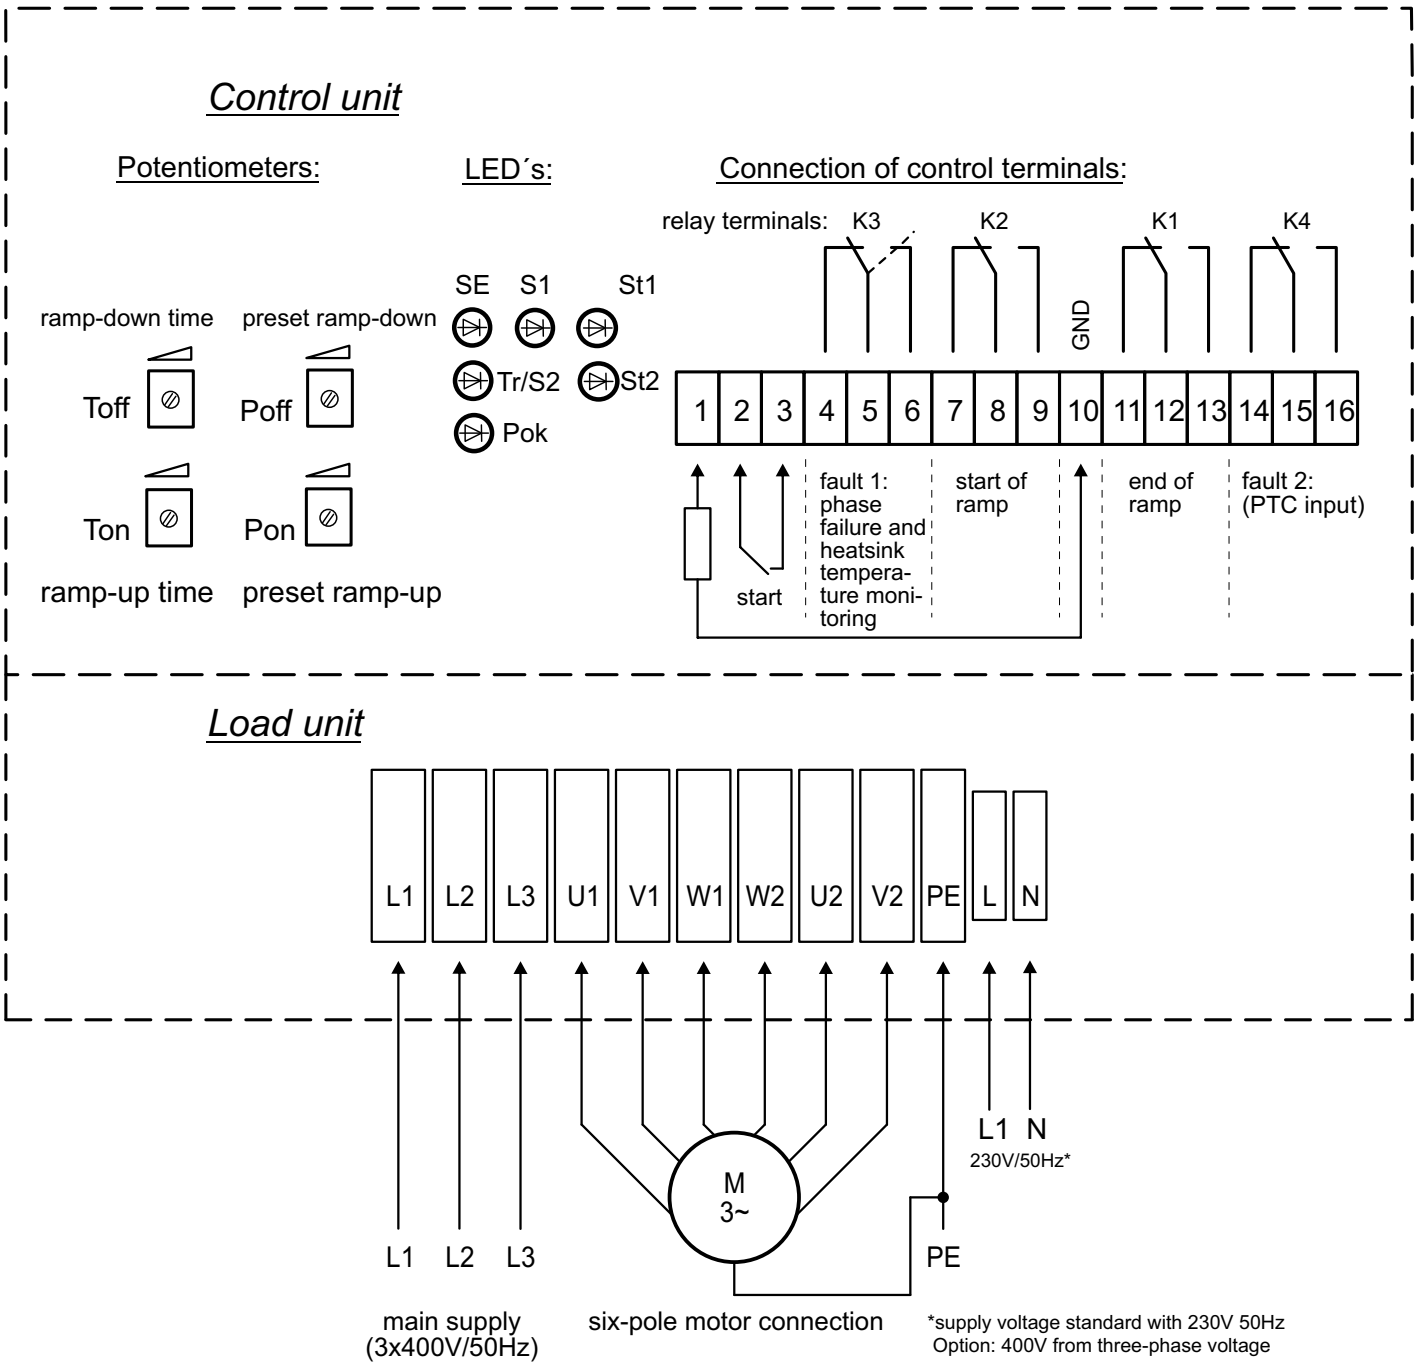 Control unit
Potentiometers:
LED´s:
Connection of control terminals:
relay terminals:
K3
K2
K1
K4
GND
SE
S1
St1
Tr/S2
St2
Pok
ramp-down time
preset ramp-down
Toff
Poff
Ton
Pon
ramp-up time
preset ramp-up
1
2
3
4
5
6
7
8
9
10
11
12
13
14
15
16
start
fault 1:
phase
failure and
heatsink
tempera-
ture moni-
toring
start of
ramp
end of
ramp
fault 2:
(PTC input)
Load unit
L1
L2
L3
U1
V1
W1
W2
U2
V2
PE
L
N
L1
N
230V/50Hz*
M
3~
L1
L2
L3
PE
main supply
(3x400V/50Hz)
six-pole motor connection
*supply voltage standard with 230V 50Hz
Option: 400V from three-phase voltage